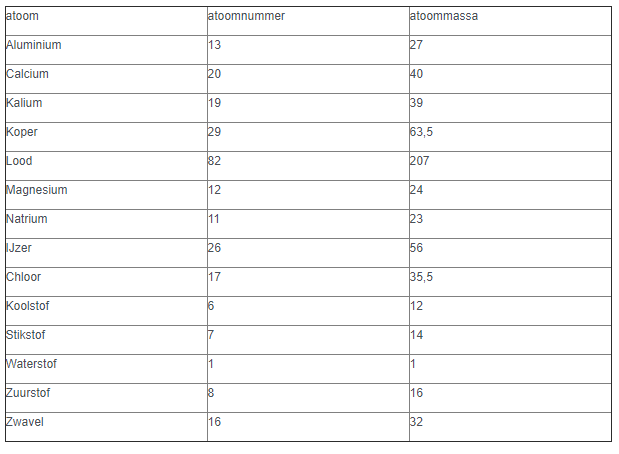 atoom atoomnummer atoommassa
Aluminium 13 27
Calcium 20 40
Kalium 19 39
Koper 29 63,5
Lood 82 207
Magnesium 12 24
Natrium 11 23
IJzer 26 56
Chloor 17 35,5
Koolstof 6 12
Stikstof 7 14
Waterstof 1 1
Zuurstof 8 16
Zwavel 16 32